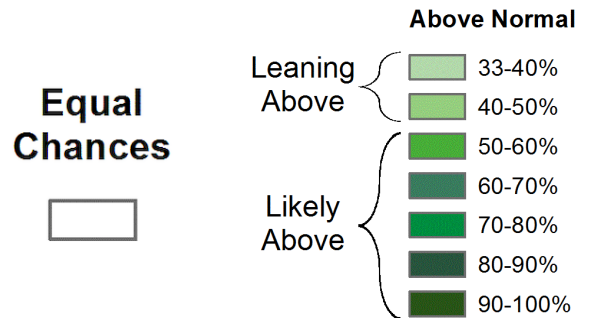 Equal
Chances
Above Normal
Leaning
Above
33-40%
40-50%
Likely
Above
50-60%
60-70%
70-80%
80-90%
90-100%